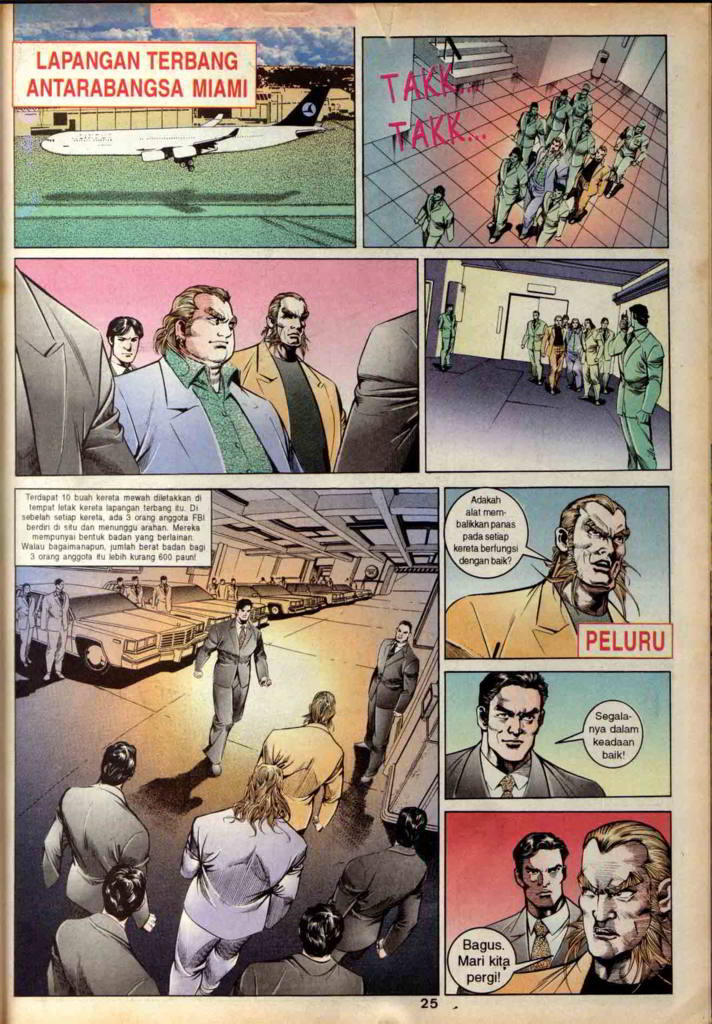 LAPANGAN TERBANG
ANTARABANGSA MIAMI
TAKK...
TAKK...
Terdapat 10 buah kereta mewah diletakkan di
tempat letak kereta lapangan terbang itu. Di
sebelah setiap kereta, ada 3 orang anggota FBI
berdiri di situ dan menunggu arahan. Mereka
mempunyai bentuk badan yang berlainan.
Walau bagaimanapun, jumlah berat badan bagi
3 orang anggota itu lebih kurang 600 paun!
Adakah
alat mem-
balikkan panas
pada setiap
kereta berfungsi
dengan baik?
PELURU
Segala-
nya dalam
keadaan
baik!
Bagus.
Mari kita
pergi!
25